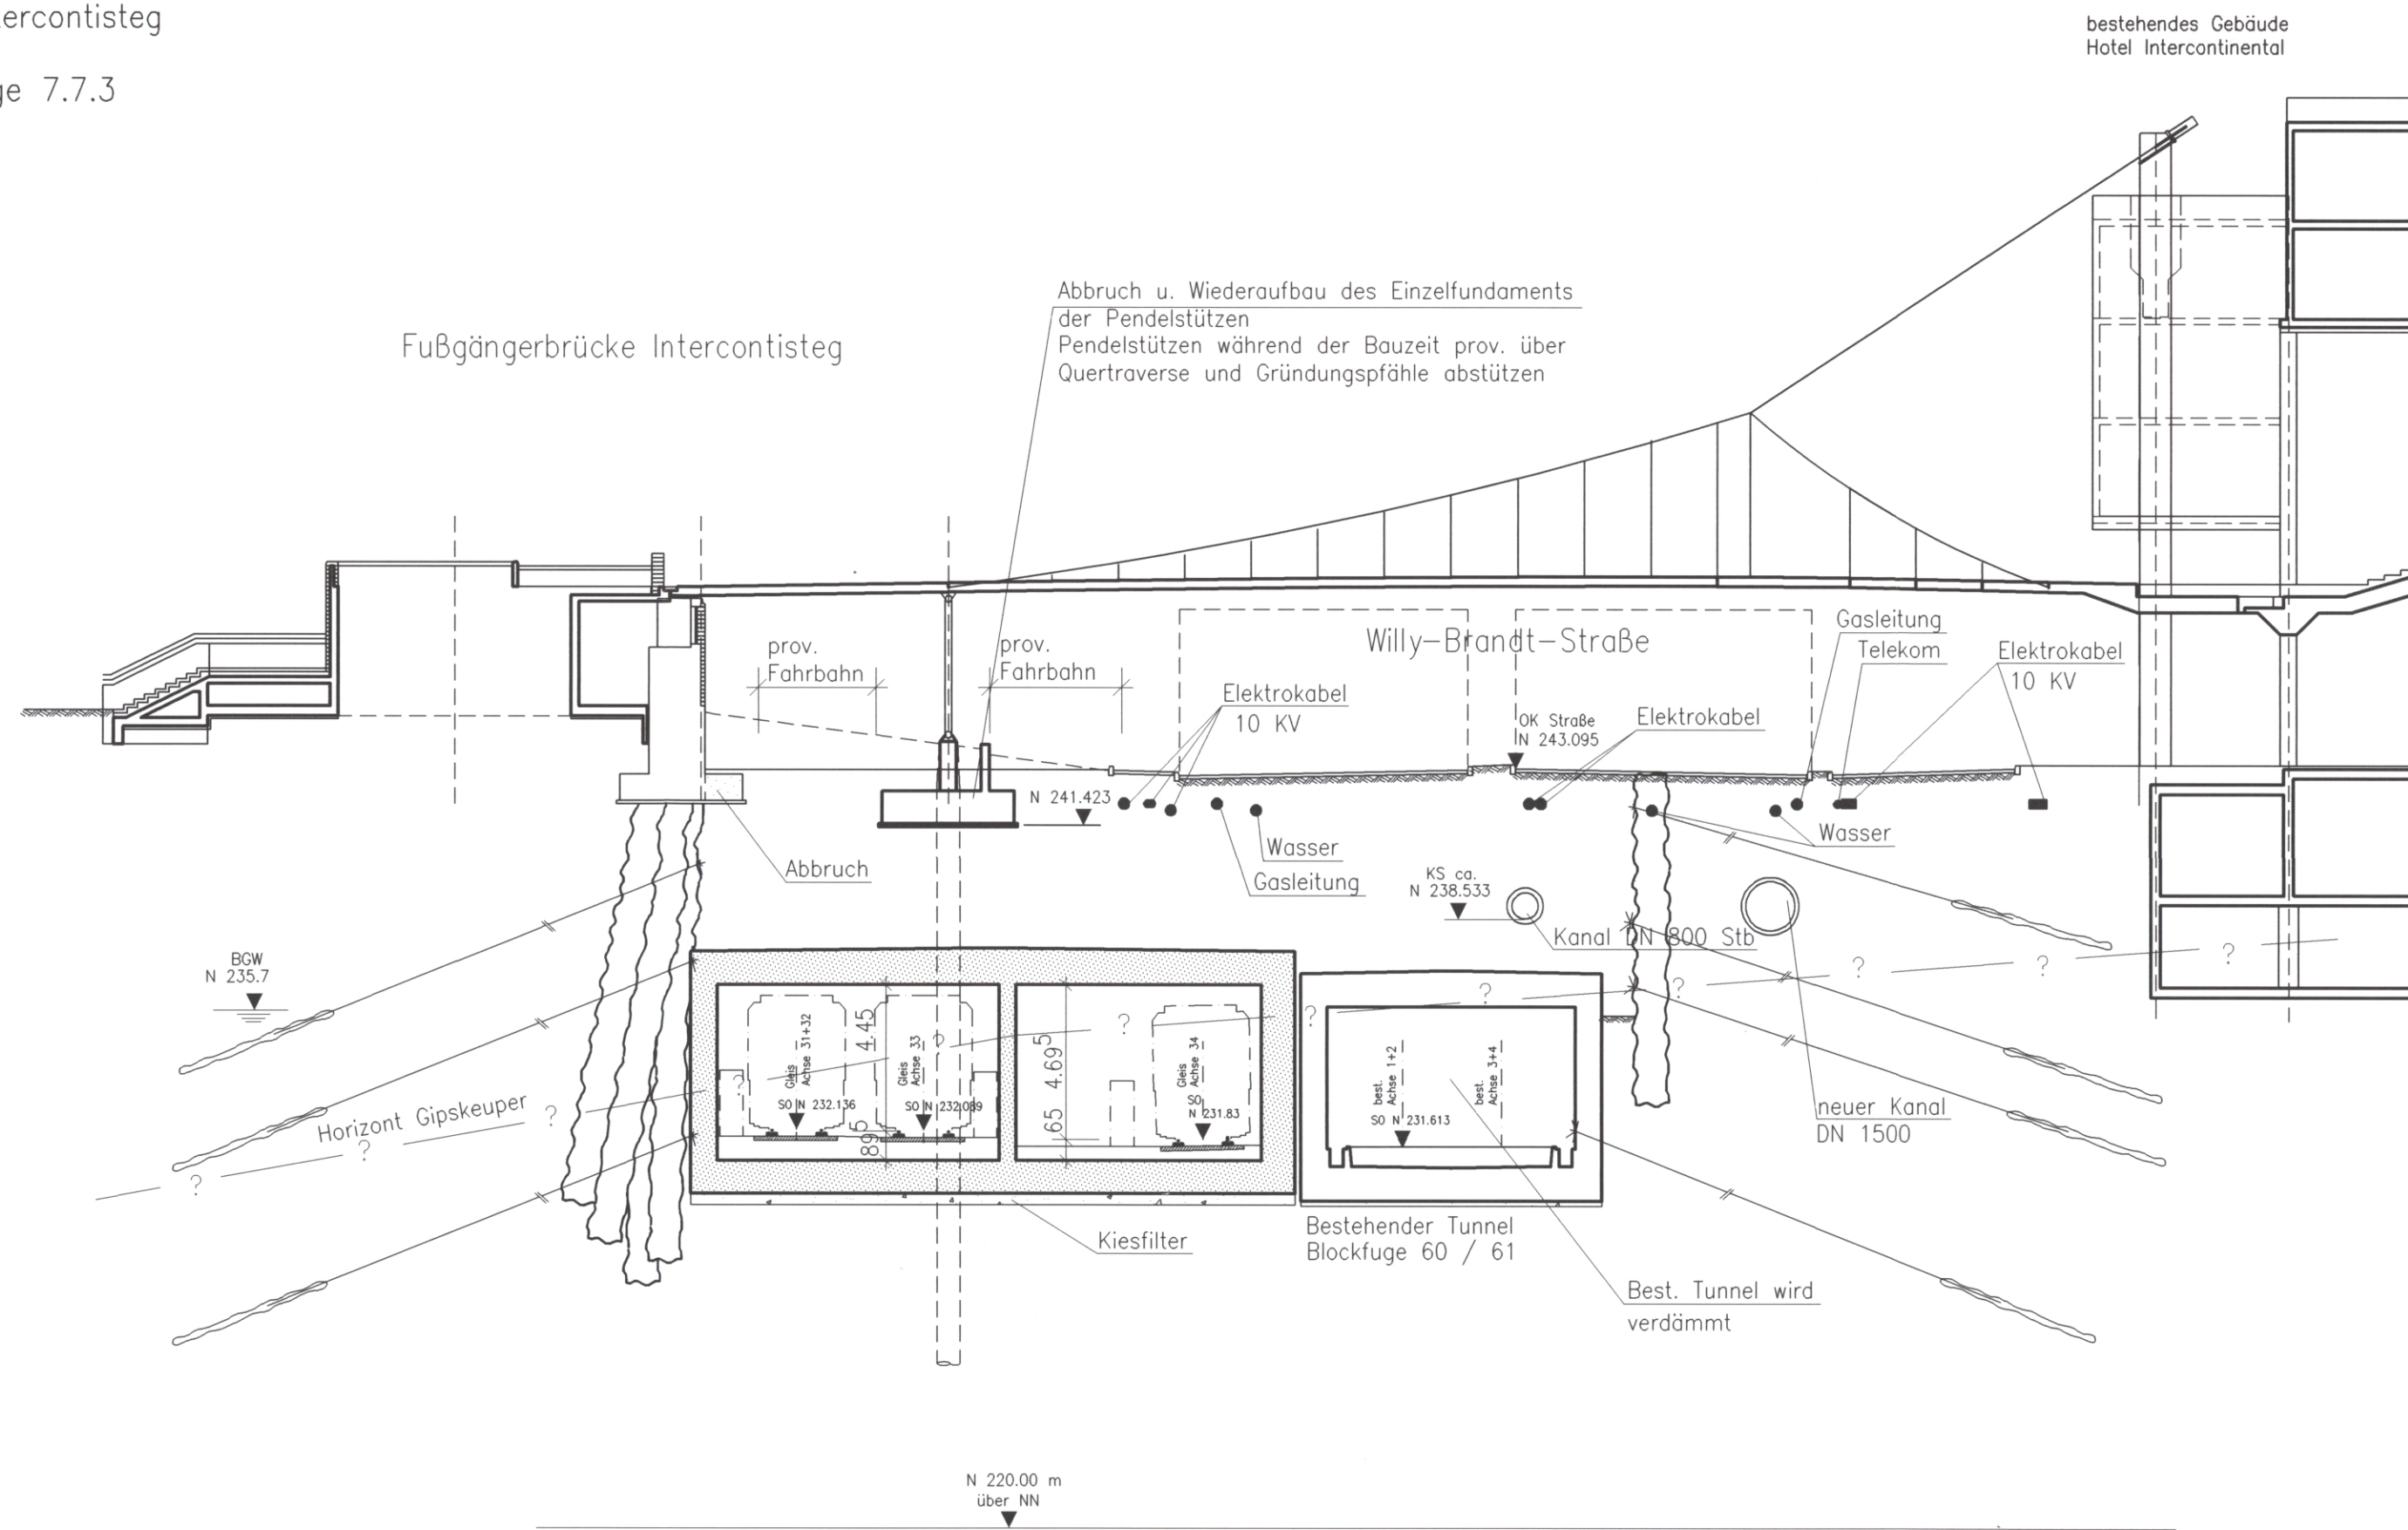 ercontisteg
ge 7.7.3
bestehendes Gebäude
Hotel Intercontinental
Fußgängerbrücke Intercontisteg
Abbruch u. Wiederaufbau des Einzelfundaments
der Pendelstützen
Pendelstützen während der Bauzeit prov. über
Quertraverse und Gründungspfähle abstützen
prov.
Fahrbahn
prov.
Fahrbahn
Willy-Brandt-Straße
Elektrokabel
10 KV
OK Straße
N 243.095
Elektrokabel
Gasleitung
Telekom
Elektrokabel
10 KV
N 241.423
Abbruch
Wasser
Gasleitung
KS ca.
N 238.533
Wasser
Kanal DN 800 Stb
BGW
N 235.7
Horizont Gipskeuper
?
?
?
?
?
?
?
?
?
?
?
?
?
4.45
89⁵
Gleis
Achse 31+32
SO N 232.136
Gleis
Achse 33
SO N 232.089
4.69⁵
65
Gleis
Achse 34
SO
N 231.83
best.
Achse 1+2
SO N 231.613
best.
Achse 3+4
neuer Kanal
DN 1500
Kiesfilter
Bestehender Tunnel
Blockfuge 60 / 61
Best. Tunnel wird
verdämmt
N 220.00 m
über NN